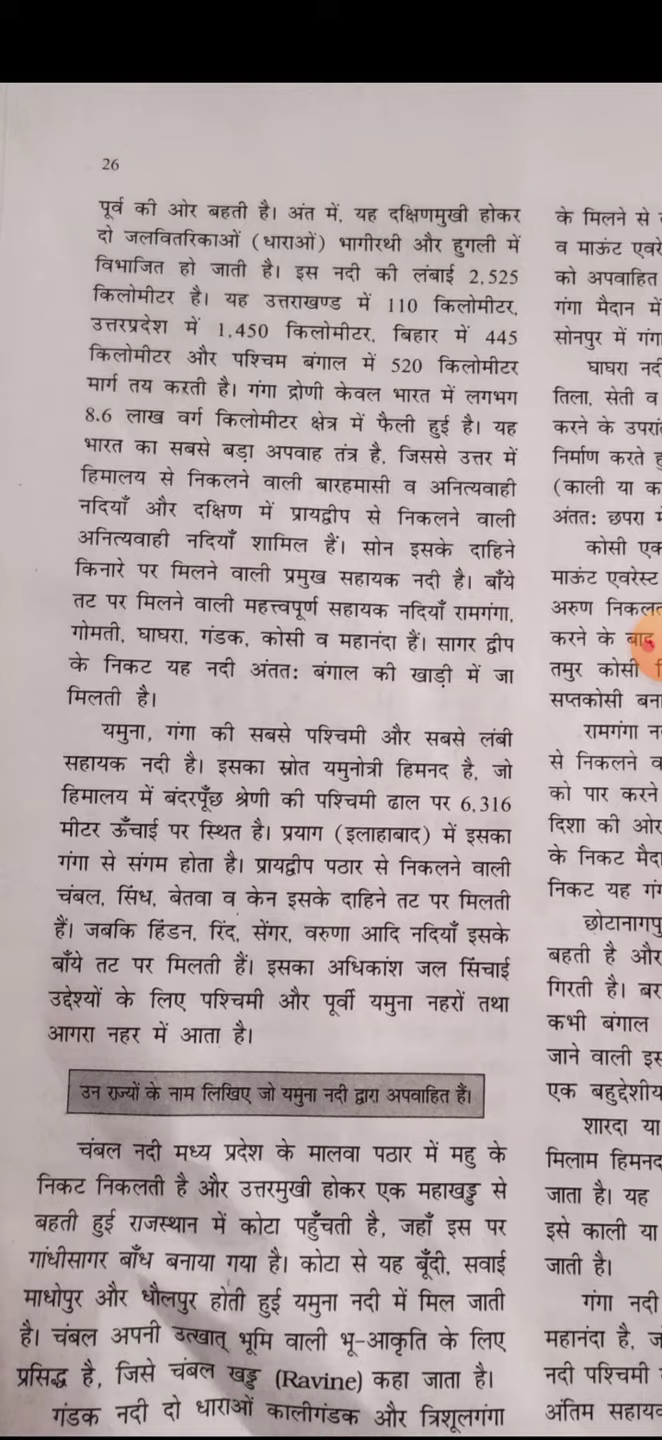 26
पूर्व की ओर बहती है। अंत में, यह दक्षिणमुखी होकर
दो जलवितरिकाओं (धाराओं) भागीरथी और हुगली में
विभाजित हो जाती है। इस नदी की लंबाई 2,525
किलोमीटर है। यह उत्तराखण्ड में 110 किलोमीटर,
उत्तरप्रदेश में 1,450 किलोमीटर, बिहार में 445
किलोमीटर और पश्चिम बंगाल में 520 किलोमीटर
मार्ग तय करती है। गंगा द्रोणी केवल भारत में लगभग
8.6 लाख वर्ग किलोमीटर क्षेत्र में फैली हुई है। यह
भारत का सबसे बड़ा अपवाह तंत्र है, जिससे उत्तर में
हिमालय से निकलने वाली बारहमासी व अनित्यवाही
नदियाँ और दक्षिण में प्रायद्वीप से निकलने वाली
अनित्यवाही नदियाँ शामिल हैं। सोन इसके दाहिने
किनारे पर मिलने वाली प्रमुख सहायक नदी है। बाँये
तट पर मिलने वाली महत्त्वपूर्ण सहायक नदियाँ रामगंगा,
गोमती, घाघरा, गंडक, कोसी व महानंदा हैं। सागर द्वीप
के निकट यह नदी अंततः बंगाल की खाड़ी में जा
मिलती है।
यमुना, गंगा की सबसे पश्चिमी और सबसे लंबी
सहायक नदी है। इसका स्रोत यमुनोत्री हिमनद है, जो
हिमालय में बंदरपूँछ श्रेणी की पश्चिमी ढाल पर 6,316
मीटर ऊँचाई पर स्थित है। प्रयाग (इलाहाबाद) में इसका
गंगा से संगम होता है। प्रायद्वीप पठार से निकलने वाली
चंबल, सिंध, बेतवा व केन इसके दाहिने तट पर मिलती
हैं। जबकि हिंडन, रिंद, सेंगर, वरुणा आदि नदियाँ इसके
बाँये तट पर मिलती हैं। इसका अधिकांश जल सिंचाई
उद्देश्यों के लिए पश्चिमी और पूर्वी यमुना नहरों तथा
आगरा नहर में आता है।
उन राज्यों के नाम लिखिए जो यमुना नदी द्वारा अपवाहित हैं।
चंबल नदी मध्य प्रदेश के मालवा पठार में महु के
निकट निकलती है और उत्तरमुखी होकर एक महाखड्ड से
बहती हुई राजस्थान में कोटा पहुँचती है, जहाँ इस पर
गांधीसागर बाँध बनाया गया है। कोटा से यह बूँदी, सवाई
माधोपुर और धौलपुर होती हुई यमुना नदी में मिल जाती
है। चंबल अपनी उत्खात् भूमि वाली भू-आकृति के लिए
प्रसिद्ध है, जिसे चंबल खड्ड (Ravine) कहा जाता है।
गंडक नदी दो धाराओं कालीगंडक और त्रिशूलगंगा
के मिलने से
व माऊंट एवरे
को अपवाहित
गंगा मैदान में
सोनपुर में गंगा
घाघरा नदी
तिला, सेती व
करने के उपरां
निर्माण करते
(काली या क
अंततः छपरा
कोसी एक
माऊंट एवरेस्ट
अरुण निकल
करने के बाद
तमुर कोसी
सप्तकोसी बना
रामगंगा न
से निकलने व
को पार करने
दिशा की ओर
के निकट मैदा
निकट यह गं
छोटानागपु
बहती है और
गिरती है। बर
कभी बंगाल
जाने वाली इस
एक बहुद्देशीय
शारदा या
मिलाम हिमनद
जाता है। यह
इसे काली या
जाती है।
गंगा नदी
महानंदा है, ज
नदी पश्चिमी
अंतिम सहायक